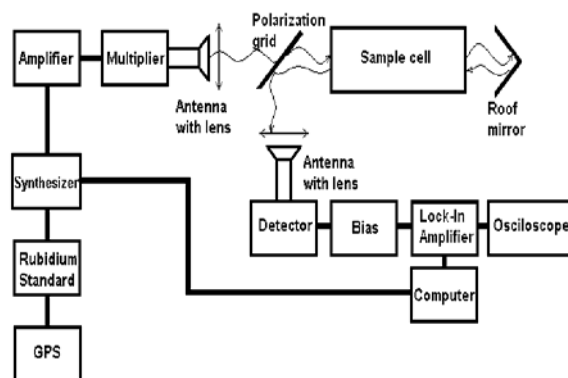 Amplifier
Multiplier
Antenna
with lens
Polarization
grid
Sample cell
Roof
mirror
Antenna
with lens
Synthesizer
Detector
Bias
Lock-In
Amplifier
Osciloscope
Rubidium
Standard
Computer
GPS